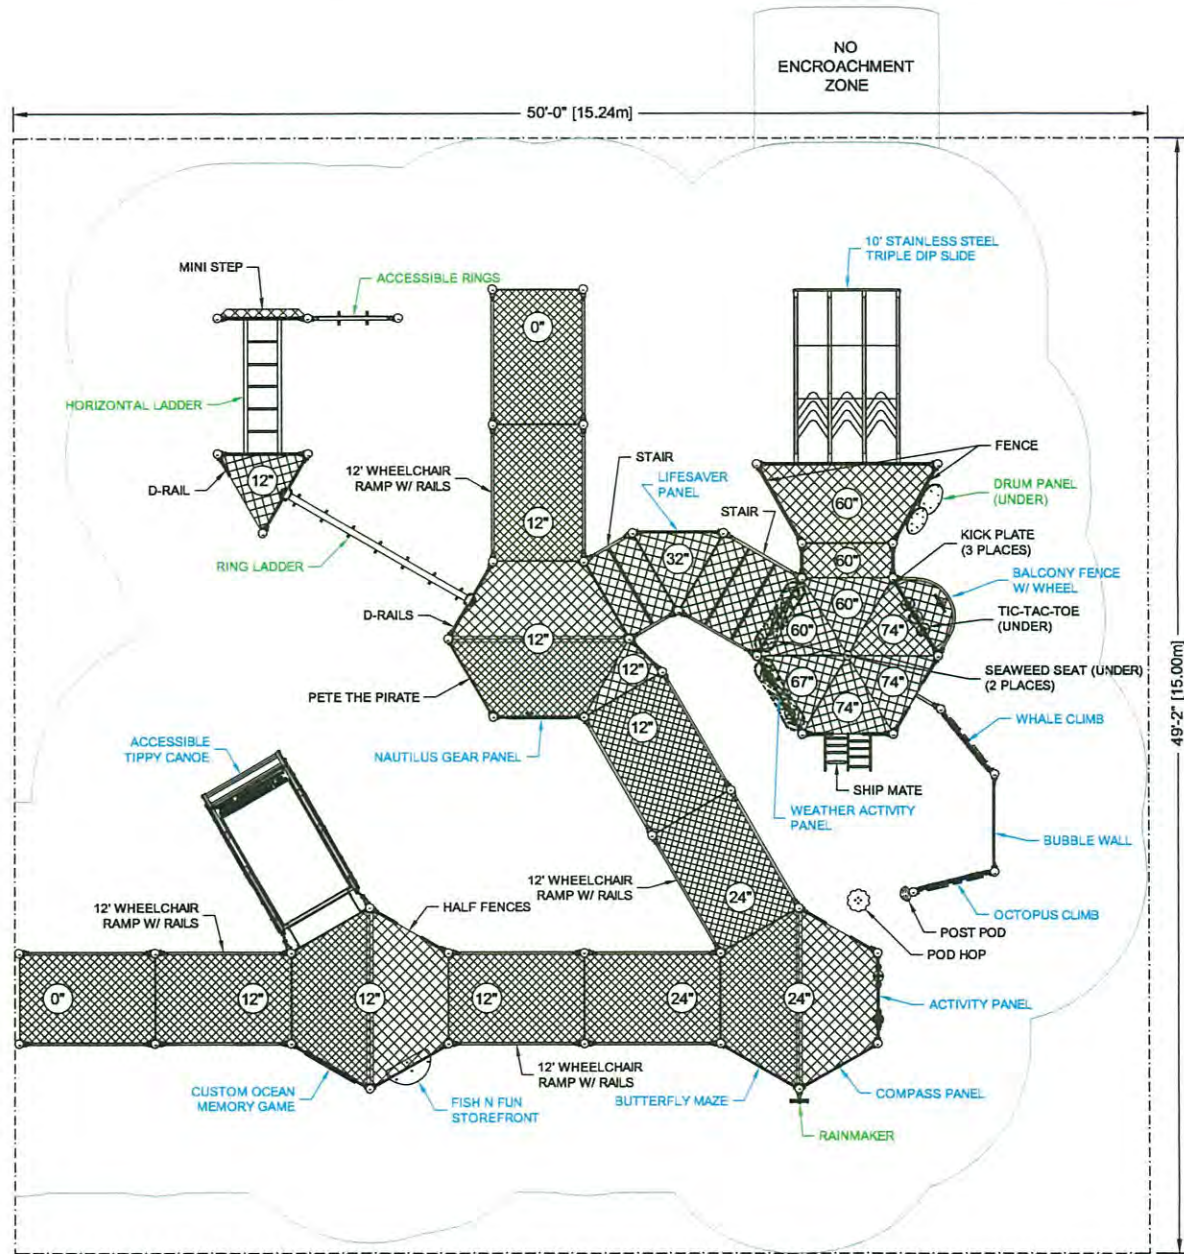 NO
ENCROACHMENT
ZONE
50'-0" [15.24m]
49'-2" [15.00m]
10' STAINLESS STEEL
TRIPLE DIP SLIDE
MINI STEP
ACCESSIBLE RINGS
0"
HORIZONTAL LADDER
FENCE
STAIR
12' WHEELCHAIR
RAMP W/ RAILS
LIFESAVER
PANEL
D-RAIL
12"
DRUM PANEL
(UNDER)
60"
STAIR
12"
KICK PLATE
(3 PLACES)
RING LADDER
32"
60"
BALCONY FENCE
W/ WHEEL
60"
TIC-TAC-TOE
(UNDER)
D-RAILS
60"
74"
12"
12"
SEAWEED SEAT (UNDER)
(2 PLACES)
67"
74"
PETE THE PIRATE
74"
12"
WHALE CLIMB
ACCESSIBLE
TIPPY CANOE
NAUTILUS GEAR PANEL
SHIP MATE
WEATHER ACTIVITY
PANEL
BUBBLE WALL
12' WHEELCHAIR
RAMP W/ RAILS
24"
12' WHEELCHAIR
RAMP W/ RAILS
HALF FENCES
OCTOPUS CLIMB
POST POD
POD HOP
0"
12"
12"
12"
24"
24"
ACTIVITY PANEL
12' WHEELCHAIR
RAMP W/ RAILS
CUSTOM OCEAN
MEMORY GAME
FISH N FUN
STOREFRONT
BUTTERFLY MAZE
COMPASS PANEL
RAINMAKER